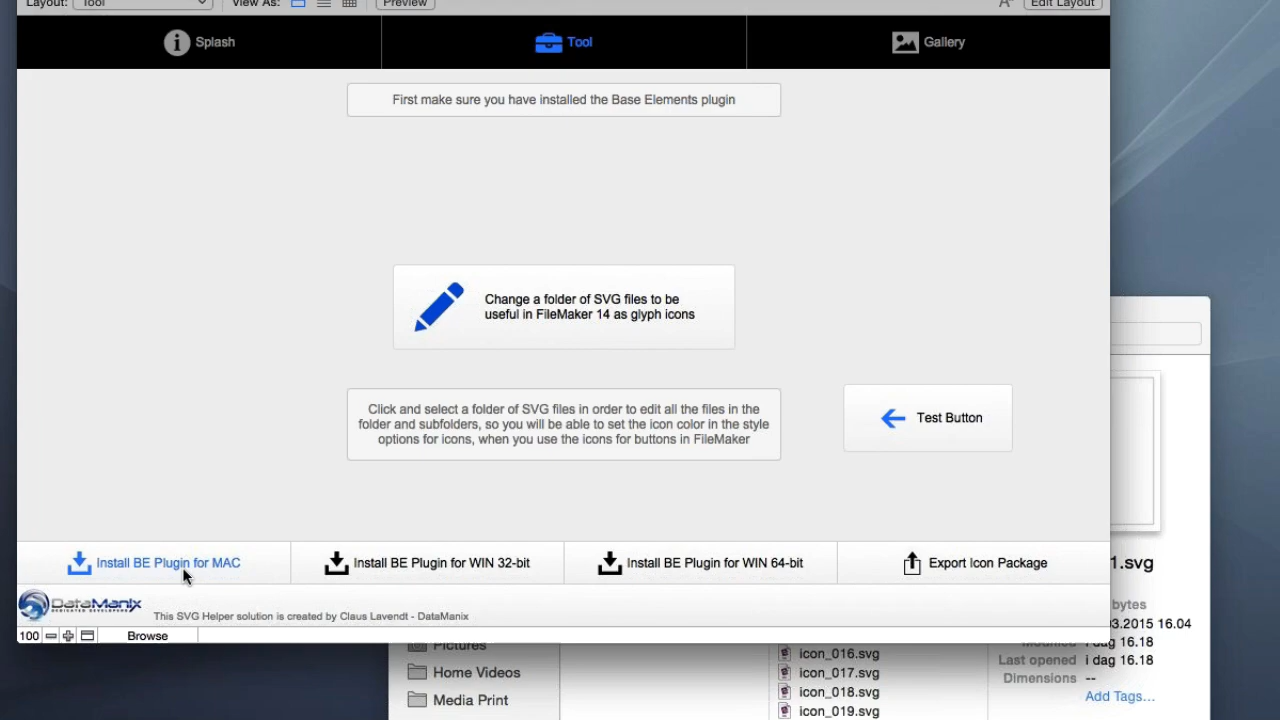 Layout: Tool View As: Preview Edit Layout
Splash
Tool
Gallery
First make sure you have installed the Base Elements plugin
Change a folder of SVG files to be
useful in FileMaker 14 as glyph icons
Click and select a folder of SVG files in order to edit all the files in the
folder and subfolders, so you will be able to set the icon color in the style
options for icons, when you use the icons for buttons in FileMaker
Test Button
Install BE Plugin for MAC
Install BE Plugin for WIN 32-bit
Install BE Plugin for WIN 64-bit
Export Icon Package
1.svg
DataManix
DEDICATED DEVELOPERS
This SVG Helper solution is created by Claus Lavendt - DataManix
100 Browse
bytes
03.2015 16.04
Modified i dag 16.18
Last opened i dag 16.18
Dimensions --
Add Tags...
Pictures
Home Videos
Media Print
icon_016.svg
icon_017.svg
icon_018.svg
icon_019.svg